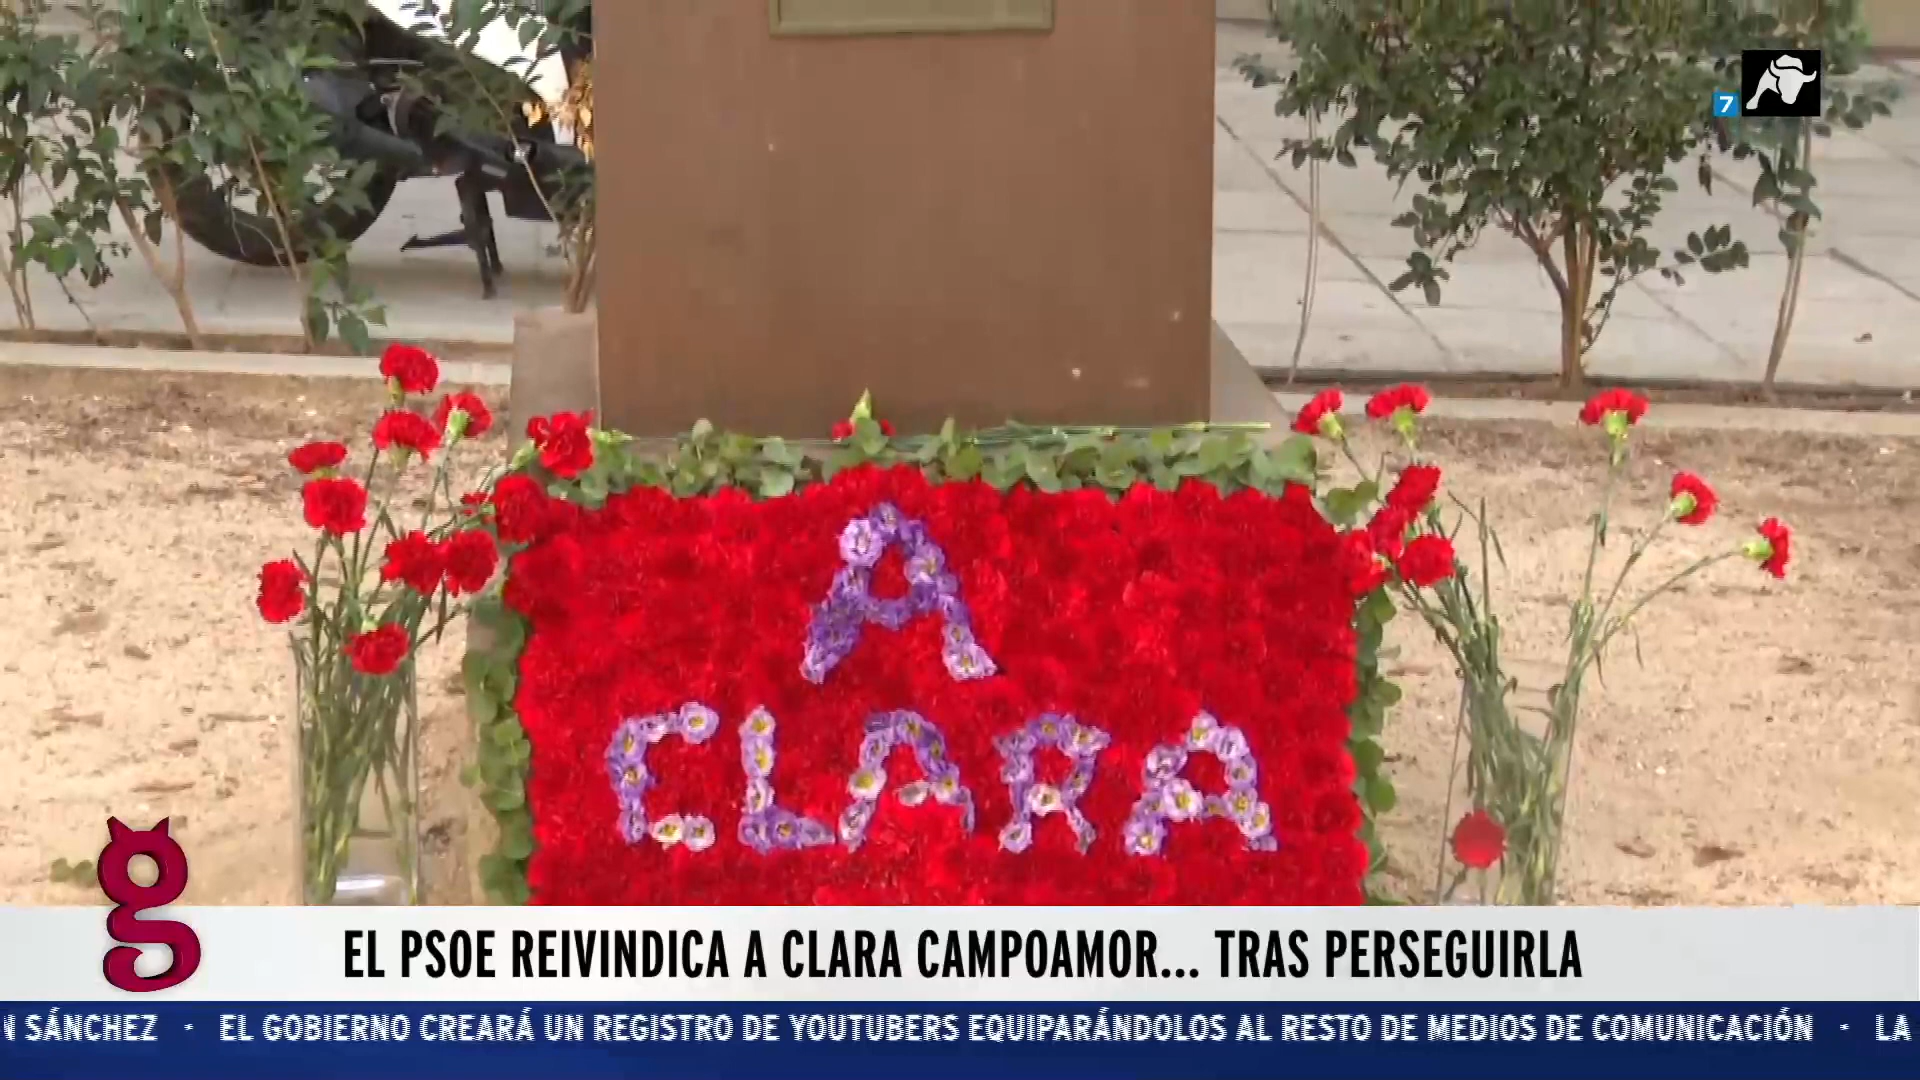 7
A
CLARA
g
EL PSOE REIVINDICA A CLARA CAMPOAMOR... TRAS PERSEGUIRLA
N SÁNCHEZ - EL GOBIERNO CREARÁ UN REGISTRO DE YOUTUBERS EQUIPARÁNDOLOS AL RESTO DE MEDIOS DE COMUNICACIÓN - LA